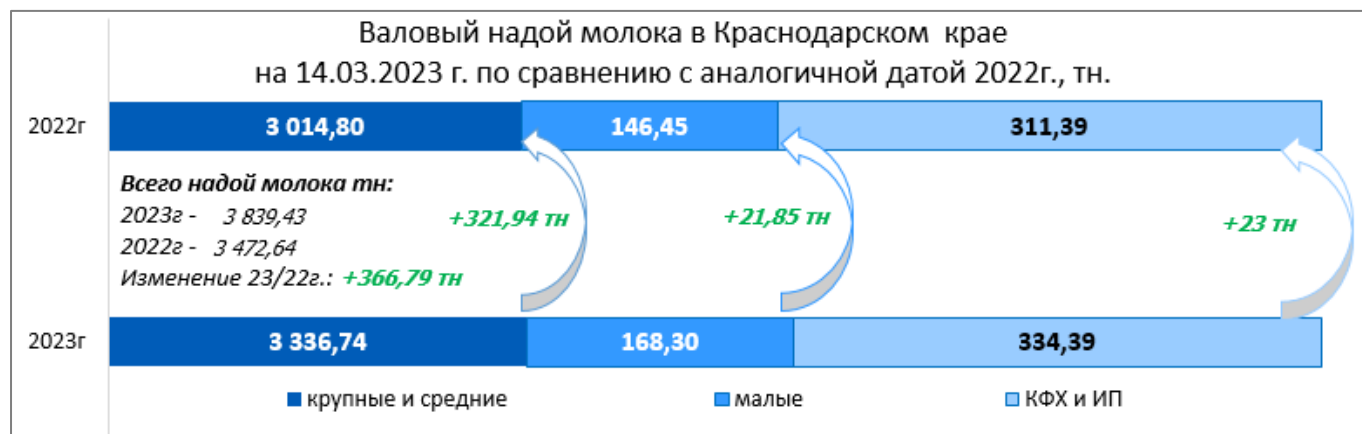 Валовый надой молока в Краснодарском крае
на 14.03.2023 г. по сравнению с аналогичной датой 2022г., тн.
2022г
3 014,80
146,45
311,39
Всего надой молока тн:
2023г - 3 839,43
2022г - 3 472,64
Изменение 23/22г.: +366,79 тн
+321,94 тн
+21,85 тн
+23 тн
2023г
3 336,74
168,30
334,39
крупные и средние
малые
КФХ и ИП